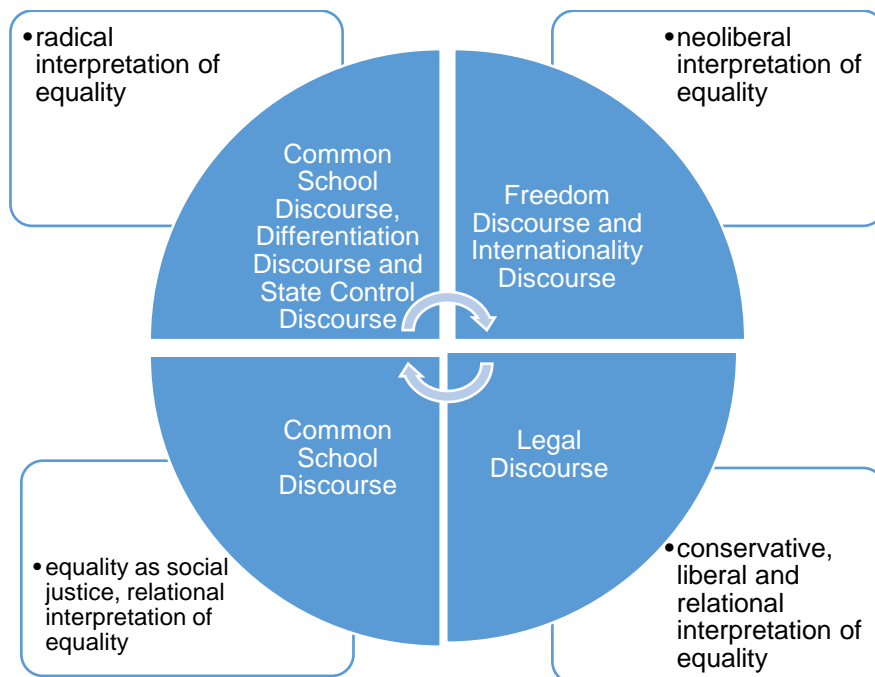 •radical
interpretation of
equality
•neoliberal
interpretation of
equality
Common
School
Discourse,
Differentiation
Discourse and
State Control
Discourse
Freedom
Discourse and
Internationality
Discourse
Common
School
Discourse
Legal
Discourse
•equality as social
justice, relational
interpretation of
equality
•conservative,
liberal and
relational
interpretation of
equality